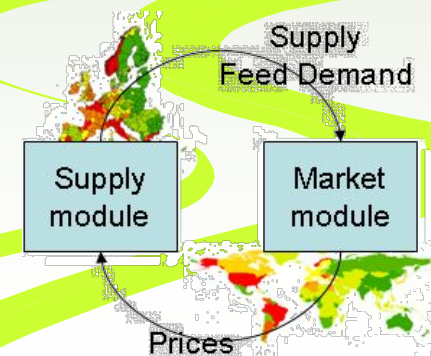 Supply
Feed Demand
Supply
module
Market
module
Prices